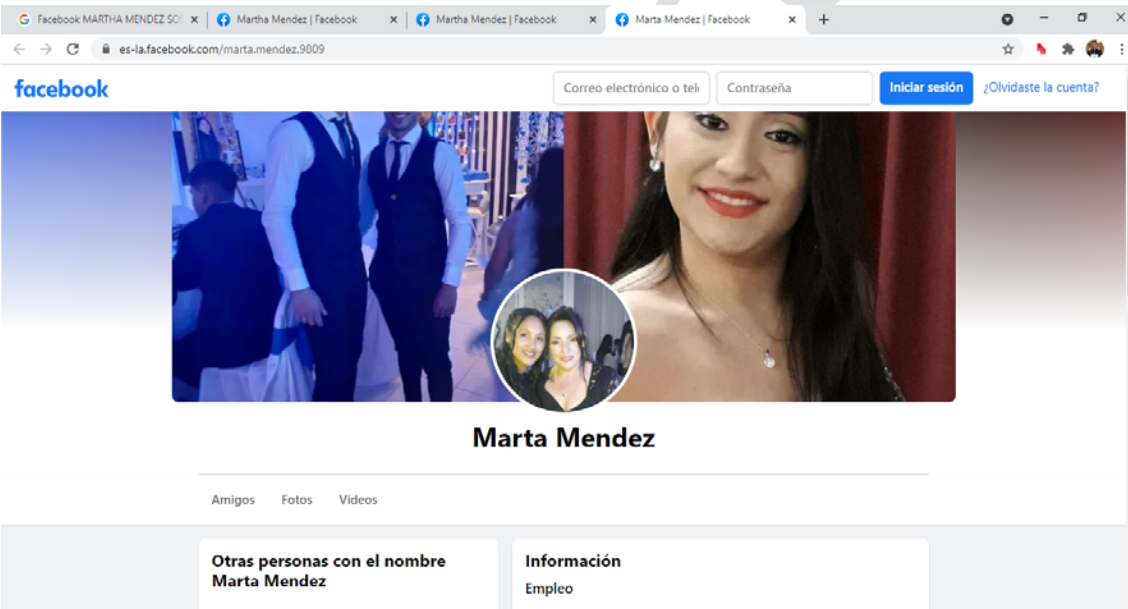 Facebook MARTHA MENDEZ SO
Martha Mendez | Facebook
Martha Mendez | Facebook
Marta Mendez | Facebook
es-la.facebook.com/marta.mendez.9809
facebook
Correo electrónico o tel
Contraseña
Iniciar sesión
¿Olvidaste la cuenta?
Marta Mendez
Amigos
Fotos
Videos
Otras personas con el nombre
Marta Mendez
Información
Empleo